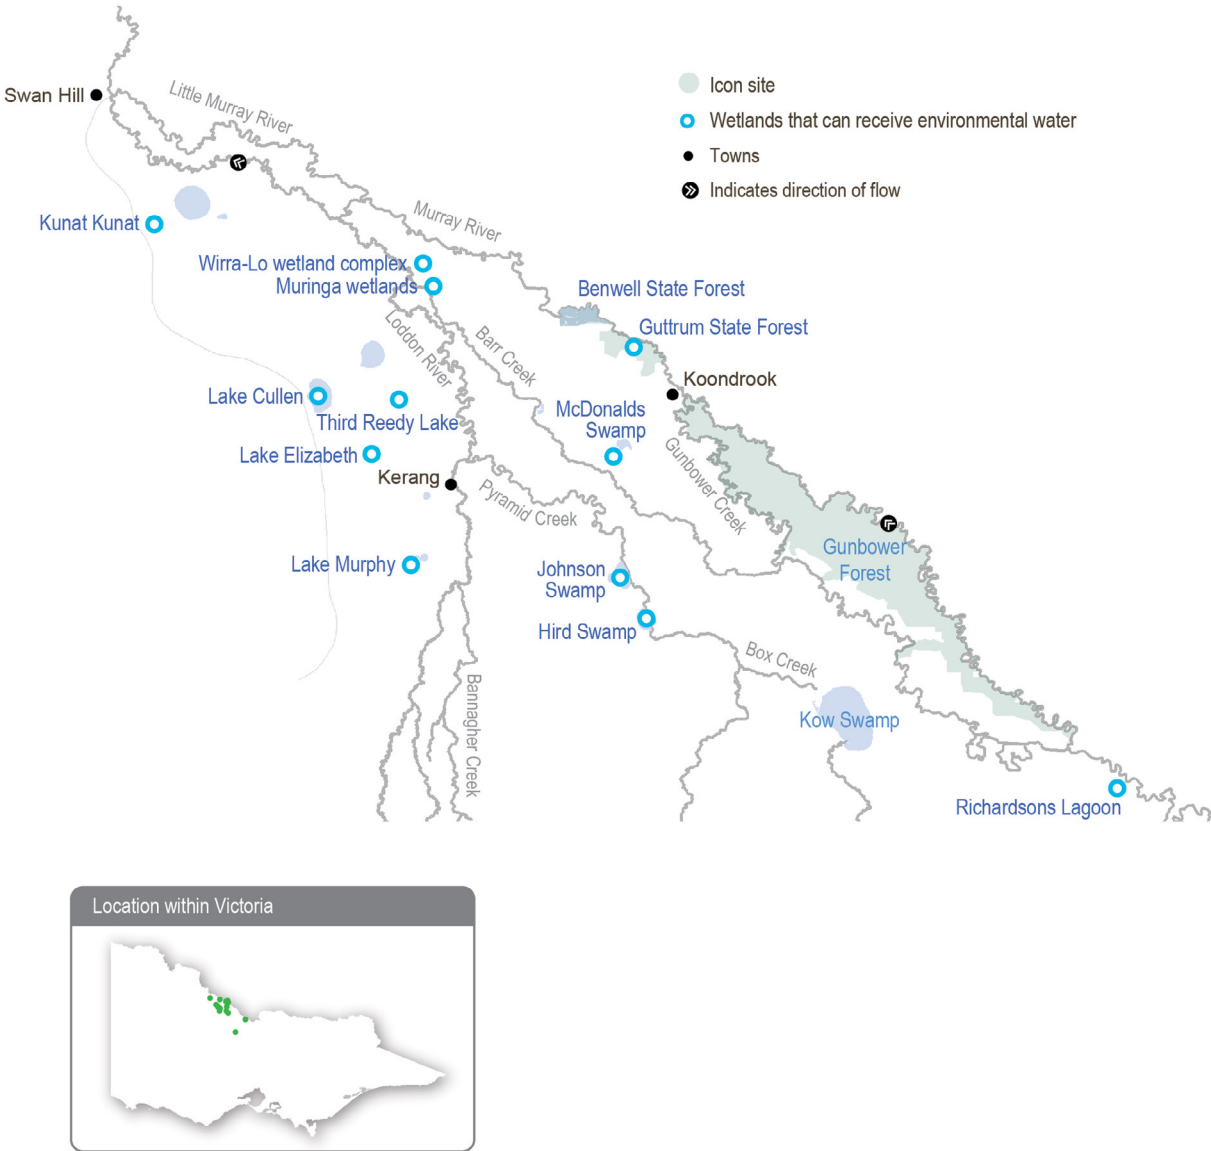 Swan Hill
Little Murray River
Icon site
Wetlands that can receive environmental water
Towns
Indicates direction of flow
Kunat Kunat
Murray River
Wirra-Lo wetland complex
Muringa wetlands
Benwell State Forest
Guttrum State Forest
Loddon River
Barr Creek
Koondrook
Lake Cullen
Third Reedy Lake
McDonalds
Swamp
Lake Elizabeth
Kerang
Gunbower Creek
Pyramid Creek
Gunbower
Forest
Lake Murphy
Johnson
Swamp
Hird Swamp
Box Creek
Bannagher Creek
Kow Swamp
Richardsons Lagoon
Location within Victoria